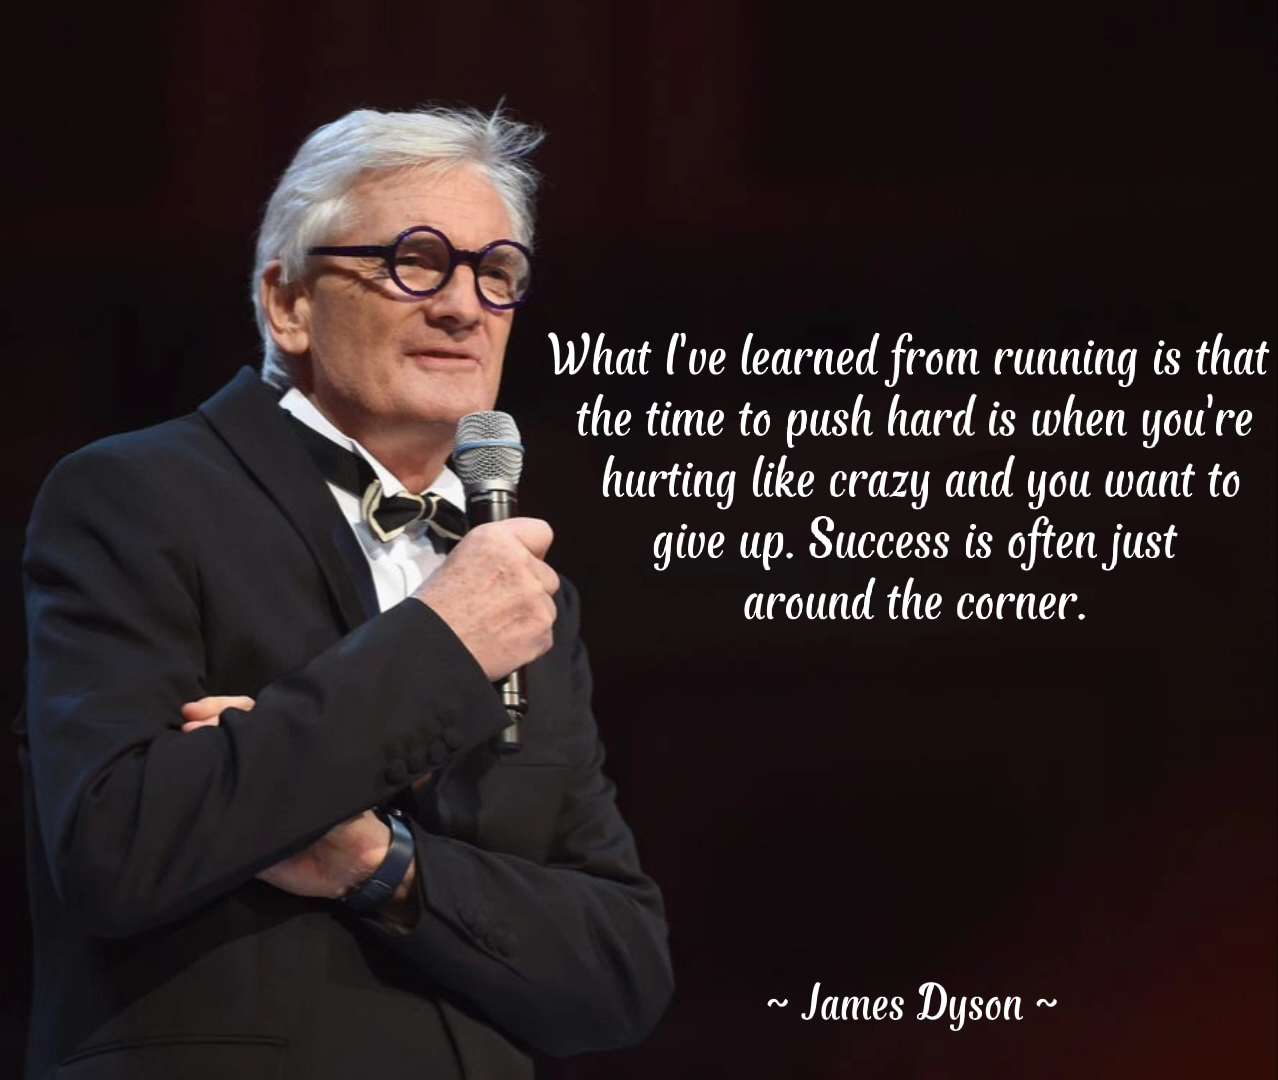 What I've learned from running is that
the time to push hard is when you're
hurting like crazy and you want to
give up. Success is often just
around the corner.
~ James Dyson ~